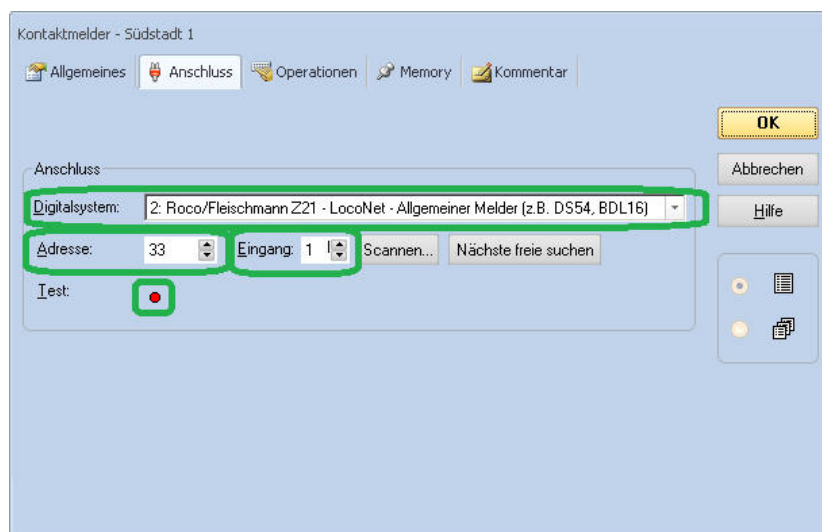 Kontaktmelder - Südstadt 1
Allgemeines Anschluss Operationen Memory Kommentar
OK
Anschluss
Abbrechen
Digitalsystem: 2: Roco/Fleischmann Z21 - LocoNet - Allgemeiner Melder (z.B. DS54, BDL16)
Hilfe
Adresse: 33 Eingang: 1 Scannen... Nächste freie suchen
Test: